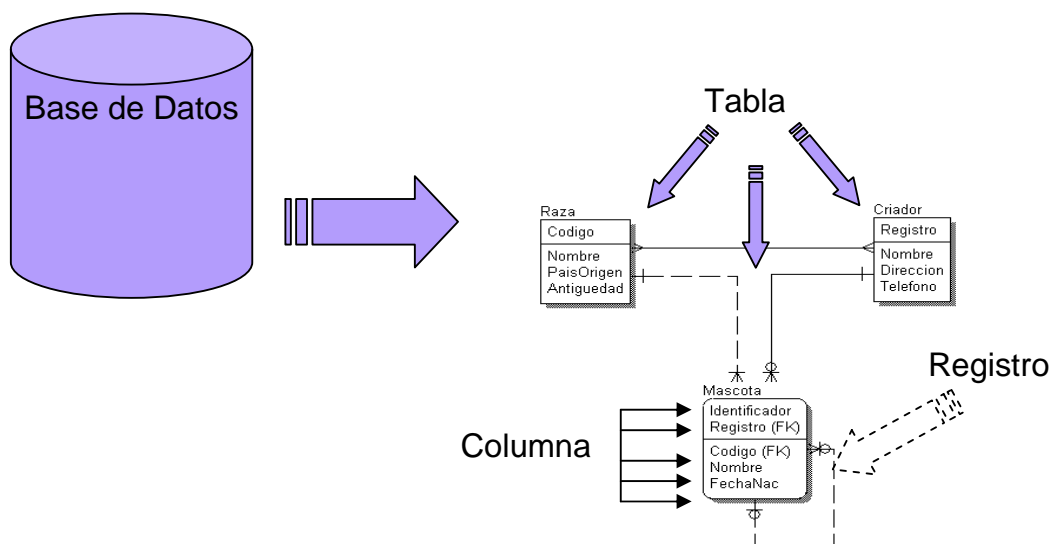 Base de Datos
Tabla
Raza
Codigo
Nombre
PaisOrigen
Antiguedad
Criador
Registro
Nombre
Direccion
Telefono
Registro
Columna
Mascota
Identificador
Registro (FK)
Codigo (FK)
Nombre
FechaNac